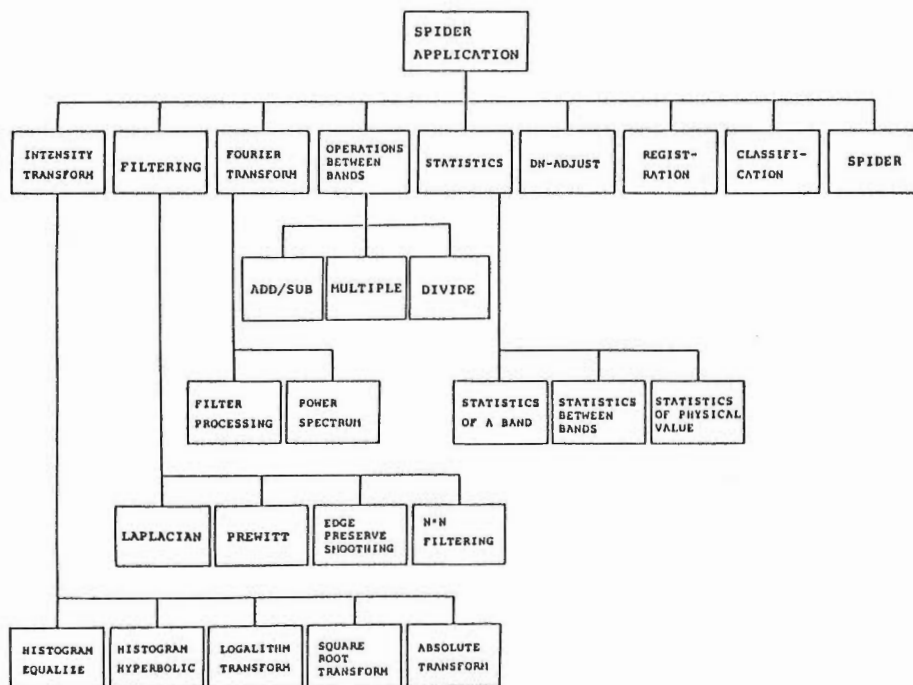 SPIDER
APPLICATION
INTENSITY
TRANSFORM
FILTERING
FOURIER
TRANSFORM
OPERATIONS
BETWEEN
BANDS
STATISTICS
DN-ADJUST
REGIST-
RATION
CLASSIFI-
CATION
SPIDER
ADD/SUB
MULTIPLE
DIVIDE
FILTER
PROCESSING
POWER
SPECTRUM
STATISTICS
OF A BAND
STATISTICS
BETWEEN
BANDS
STATISTICS
OF PHYSICAL
VALUE
LAPLACIAN
PREWITT
EDGE
PRESERVE
SMOOTHING
N*N
FILTERING
HISTOGRAM
EQUALIZE
HISTOGRAM
HYPERBOLIC
LOGALITHM
TRANSFORM
SQUARE
ROOT
TRANSFORM
ABSOLUTE
TRANSFORM